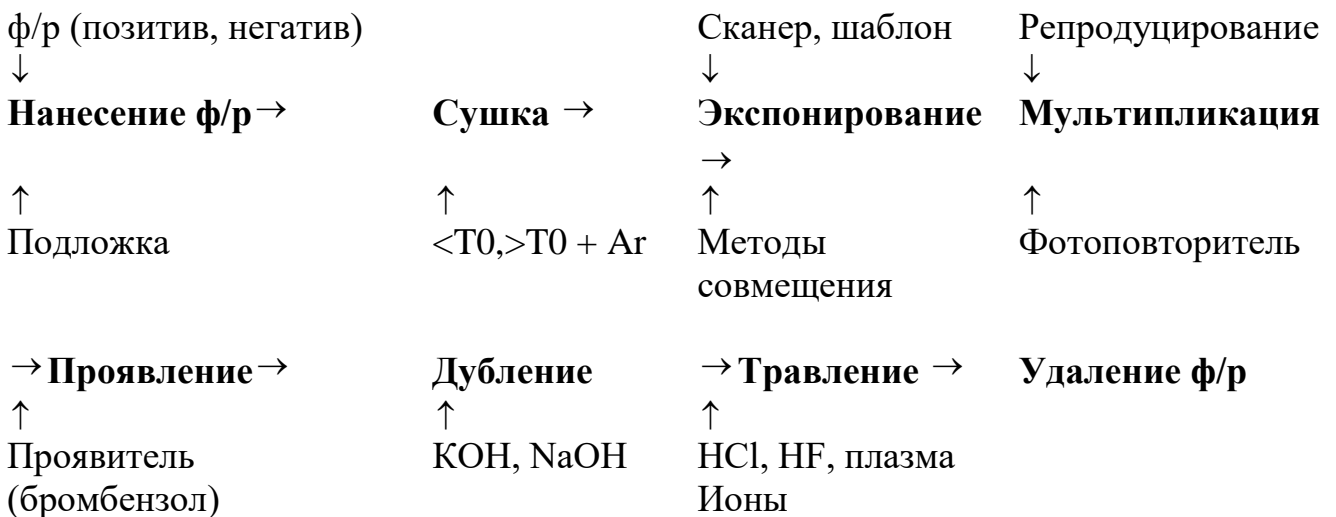 ф/р (позитив, негатив) Сканер, шаблон Репродуцирование
↓ ↓ ↓
Нанесение ф/р → Сушка → Экспонирование Мультипликация
→
↑ ↑ ↑ ↑
Подложка <T0,>T0 + Ar Методы Фотоповторитель
совмещения
→ Проявление → Дубление → Травление → Удаление ф/р
↑ ↑ ↑
Проявитель КОН, NaOH HCl, HF, плазма
(бромбензол) Ионы